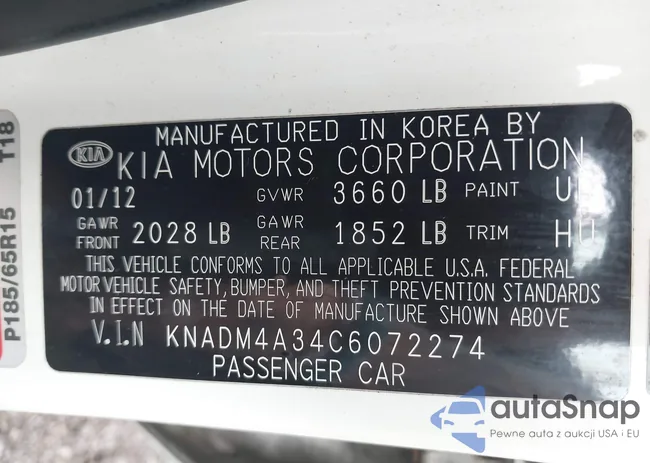 MANUFACTURED IN KOREA BY
KIA KIA MOTORS CORPORATION
01/12 GVWR 3660 LB PAINT
GAWR FRONT 2028 LB GAWR REAR 1852 LB TRIM
THIS VEHICLE CONFORMS TO ALL APPLICABLE U.S.A. FEDERAL
MOTOR VEHICLE SAFETY, BUMPER, AND THEFT PREVENTION STANDARDS
IN EFFECT ON THE DATE OF MANUFACTURE SHOWN ABOVE
V.I.N KNADM4A34C6072274
PASSENGER CAR
P185/65R15 T18
autaSnap
Pewne auta z aukcji USA i EU